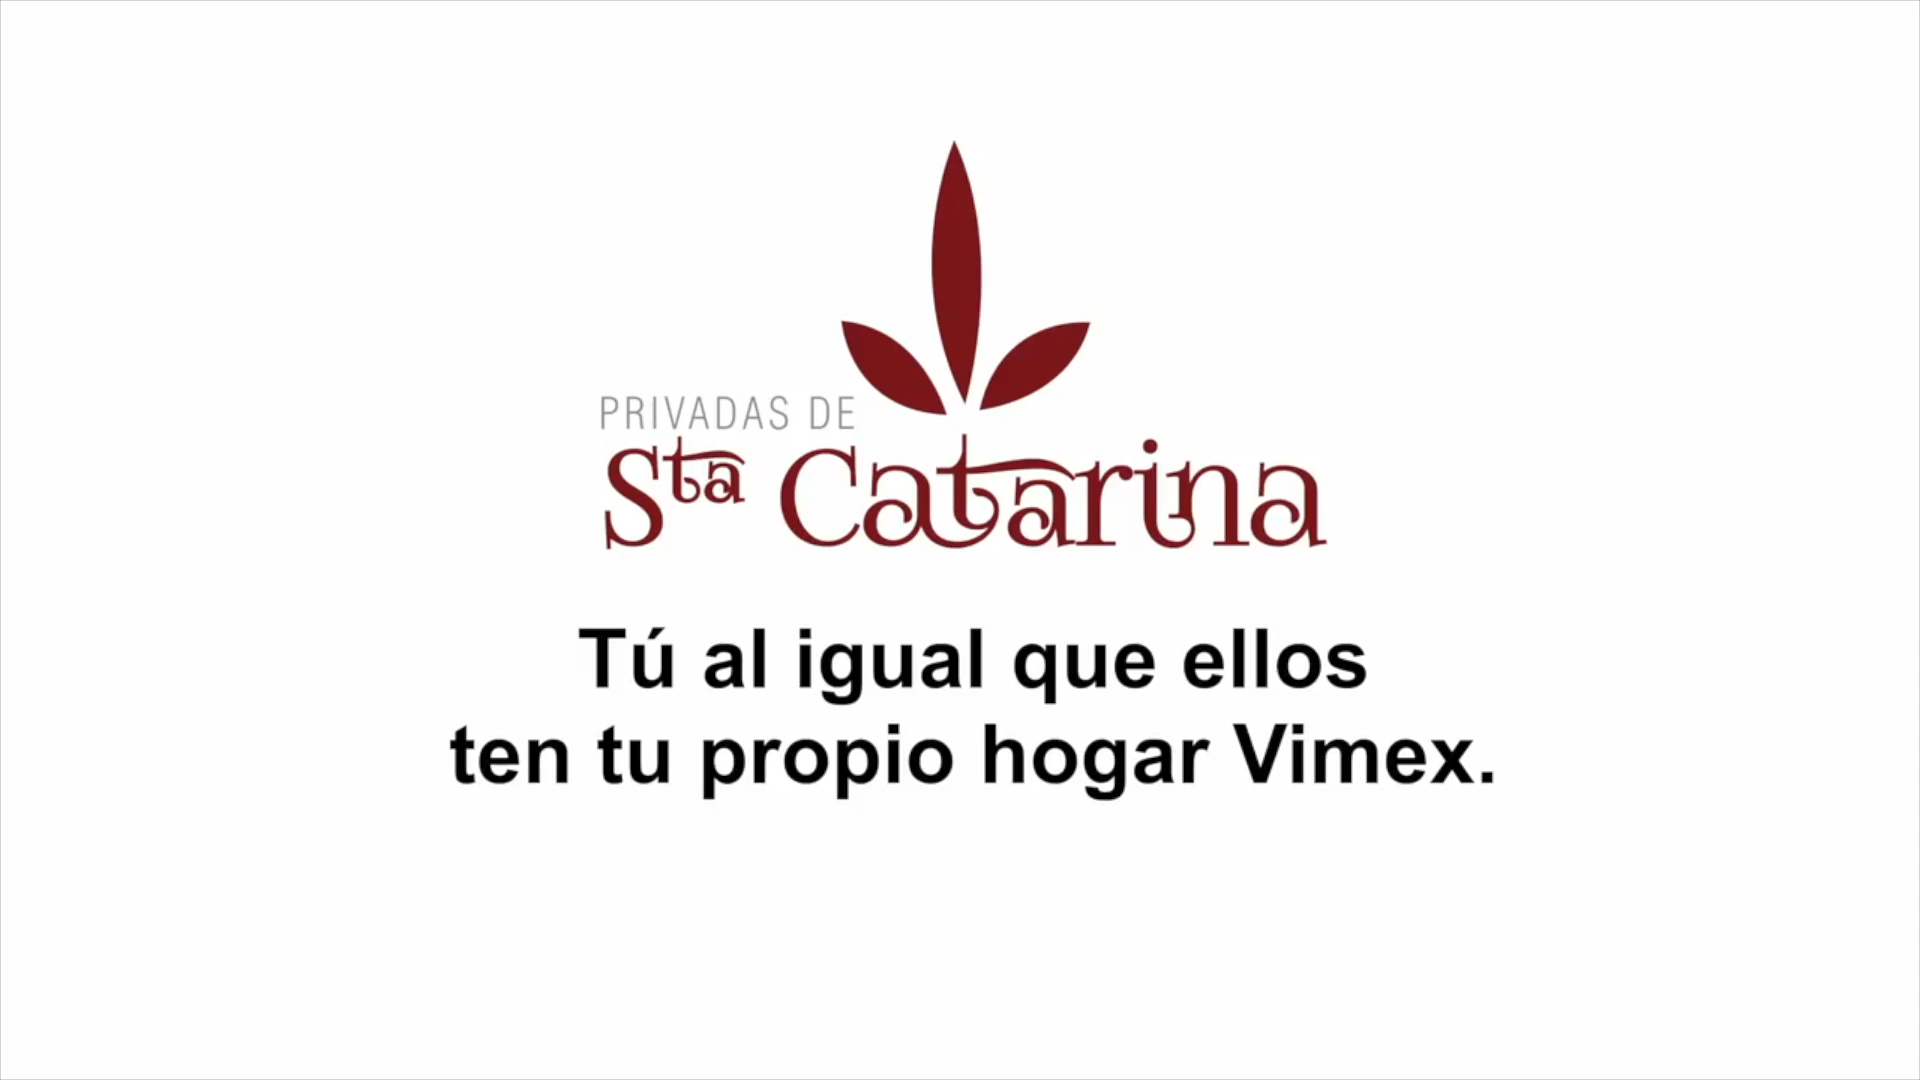 PRIVADAS DE
Sta Catarina
Tú al igual que ellos
ten tu propio hogar Vimex.